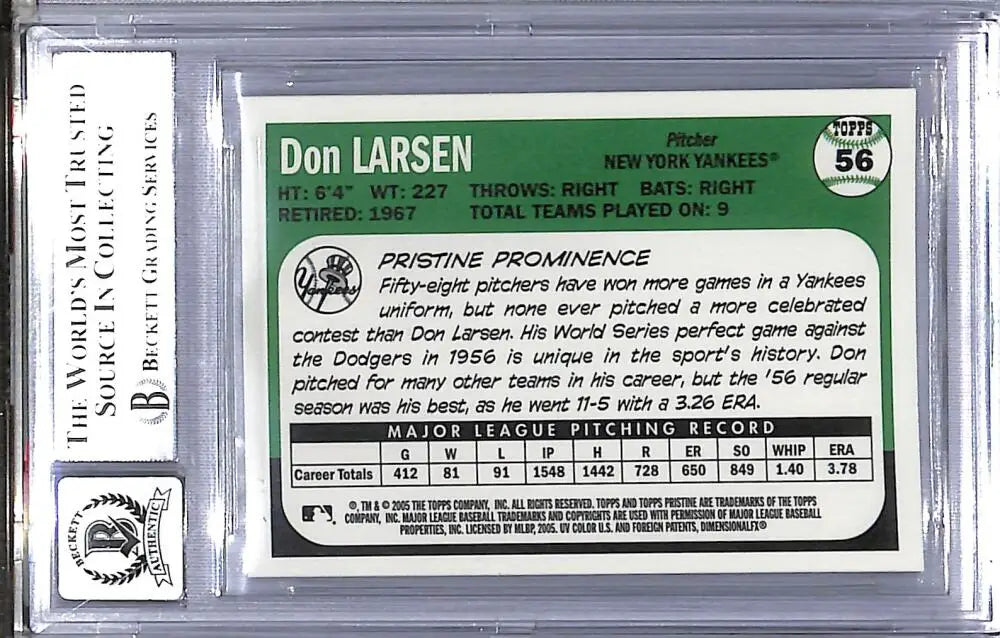 THE WORLD'S MOST TRUSTED
SOURCE IN COLLECTING
BECKETT GRADING SERVICES
B
BECKETT
B
AUTHENTIC
Don LARSEN
Pitcher
NEW YORK YANKEES®
TOPPS
56
HT: 6'4" WT: 227 THROWS: RIGHT BATS: RIGHT
RETIRED: 1967 TOTAL TEAMS PLAYED ON: 9
Yankees
PRISTINE PROMINENCE
Fifty-eight pitchers have won more games in a Yankees
uniform, but none ever pitched a more celebrated
contest than Don Larsen. His World Series perfect game against
the Dodgers in 1956 is unique in the sport's history. Don
pitched for many other teams in his career, but the '56 regular
season was his best, as he went 11-5 with a 3.26 ERA.
MAJOR LEAGUE PITCHING RECORD
G W L IP H R ER SO WHIP ERA
Career Totals 412 81 91 1548 1442 728 650 849 1.40 3.78
®, TM & © 2005 THE TOPPS COMPANY, INC. ALL RIGHTS RESERVED. TOPPS AND TOPPS PRISTINE ARE TRADEMARKS OF THE TOPPS
COMPANY, INC. MAJOR LEAGUE BASEBALL TRADEMARKS AND COPYRIGHTS ARE USED WITH PERMISSION OF MAJOR LEAGUE BASEBALL
PROPERTIES, INC. LICENSED BY MLBP, 2005. UV COLOR U.S. AND FOREIGN PATENTS, DIMENSIONALFX®